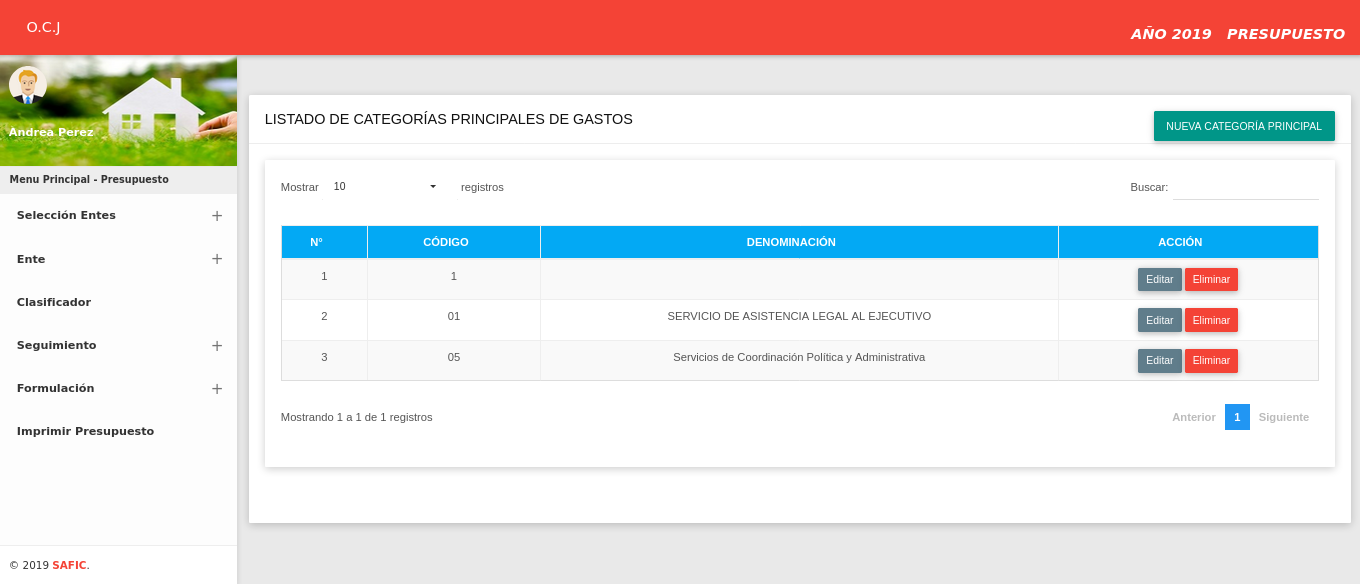 O.C.J
AÑO 2019 PRESUPUESTO
Andrea Perez
Menu Principal - Presupuesto
Selección Entes +
Ente +
Clasificador
Seguimiento +
Formulación +
Imprimir Presupuesto
© 2019 SAFIC.
LISTADO DE CATEGORÍAS PRINCIPALES DE GASTOS
NUEVA CATEGORÍA PRINCIPAL
Mostrar 10 registros
Buscar:
N° CÓDIGO DENOMINACIÓN ACCIÓN
1 1 Editar Eliminar
2 01 SERVICIO DE ASISTENCIA LEGAL AL EJECUTIVO Editar Eliminar
3 05 Servicios de Coordinación Política y Administrativa Editar Eliminar
Mostrando 1 a 1 de 1 registros
Anterior 1 Siguiente